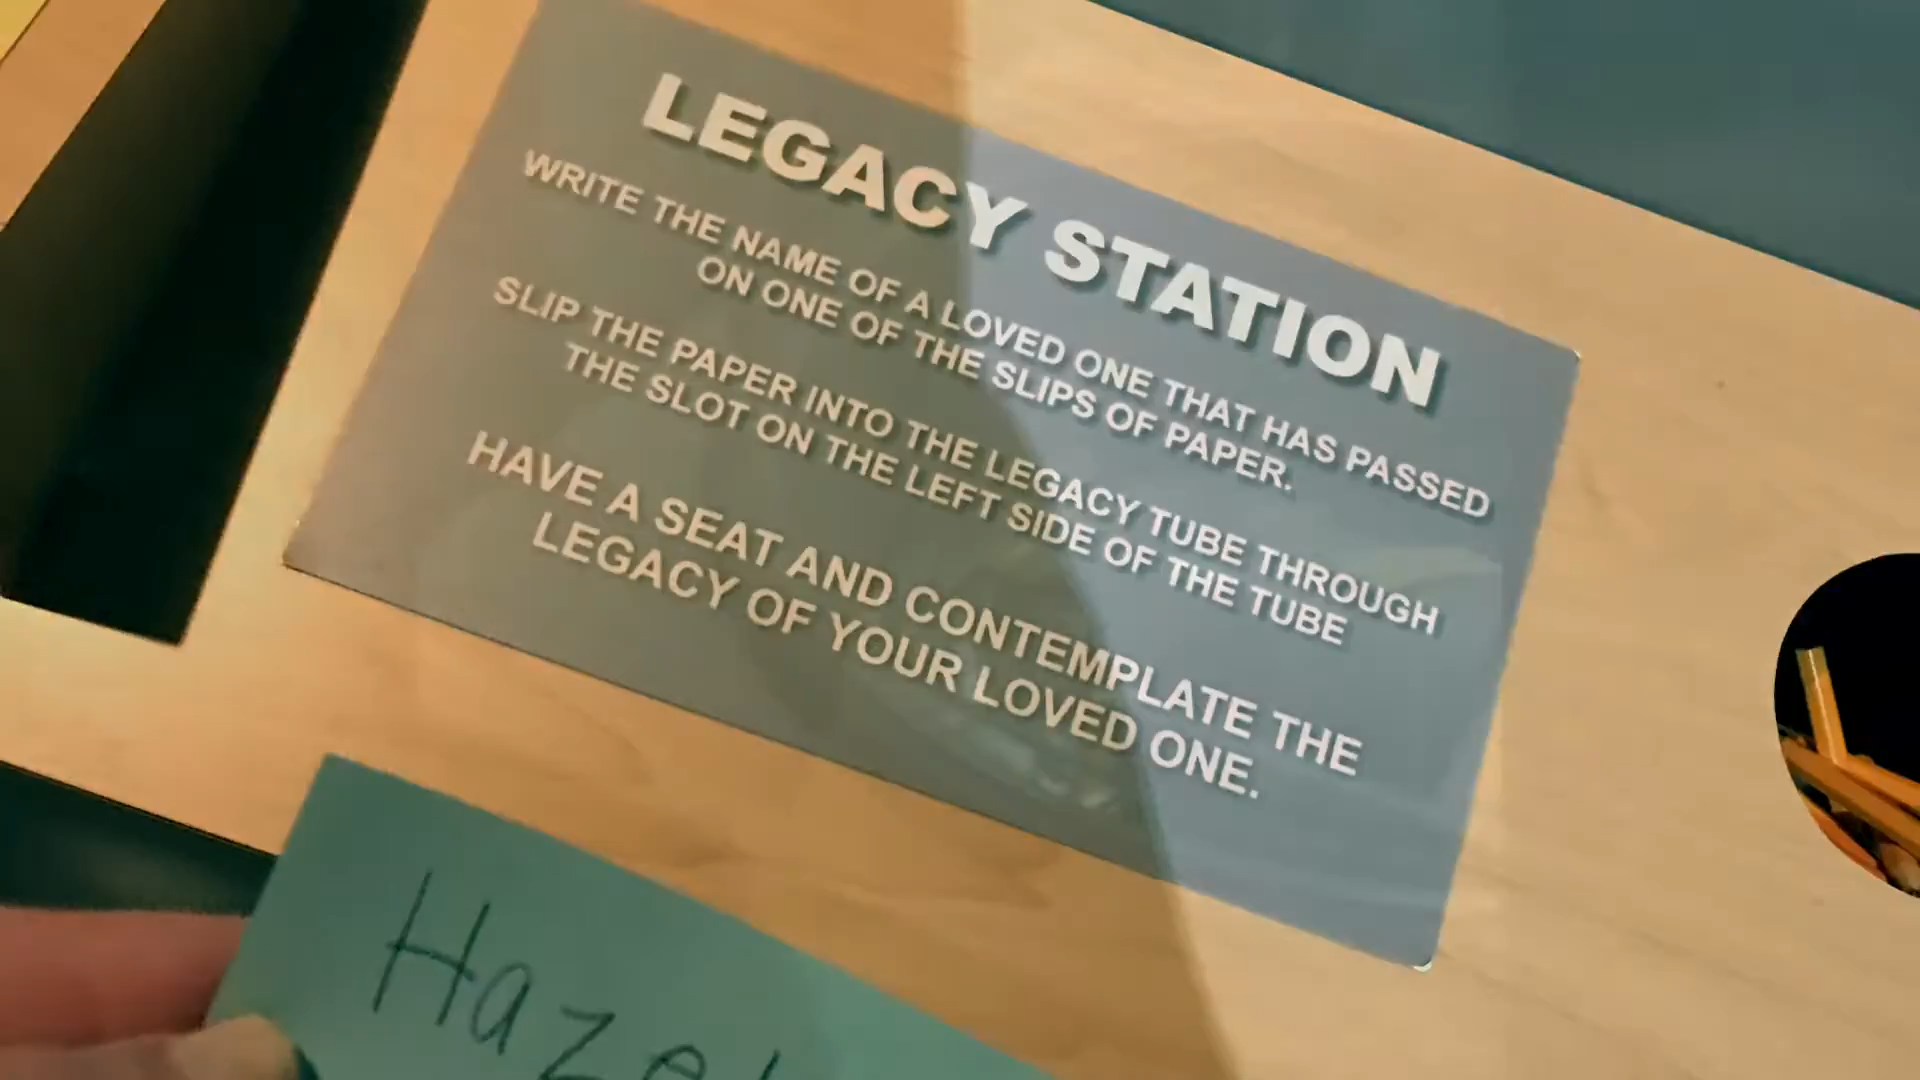 LEGACY STATION
WRITE THE NAME OF A LOVED ONE THAT HAS PASSED
ON ONE OF THE SLIPS OF PAPER.
SLIP THE PAPER INTO THE LEGACY TUBE THROUGH
THE SLOT ON THE LEFT SIDE OF THE TUBE
HAVE A SEAT AND CONTEMPLATE THE
LEGACY OF YOUR LOVED ONE.
Hazel